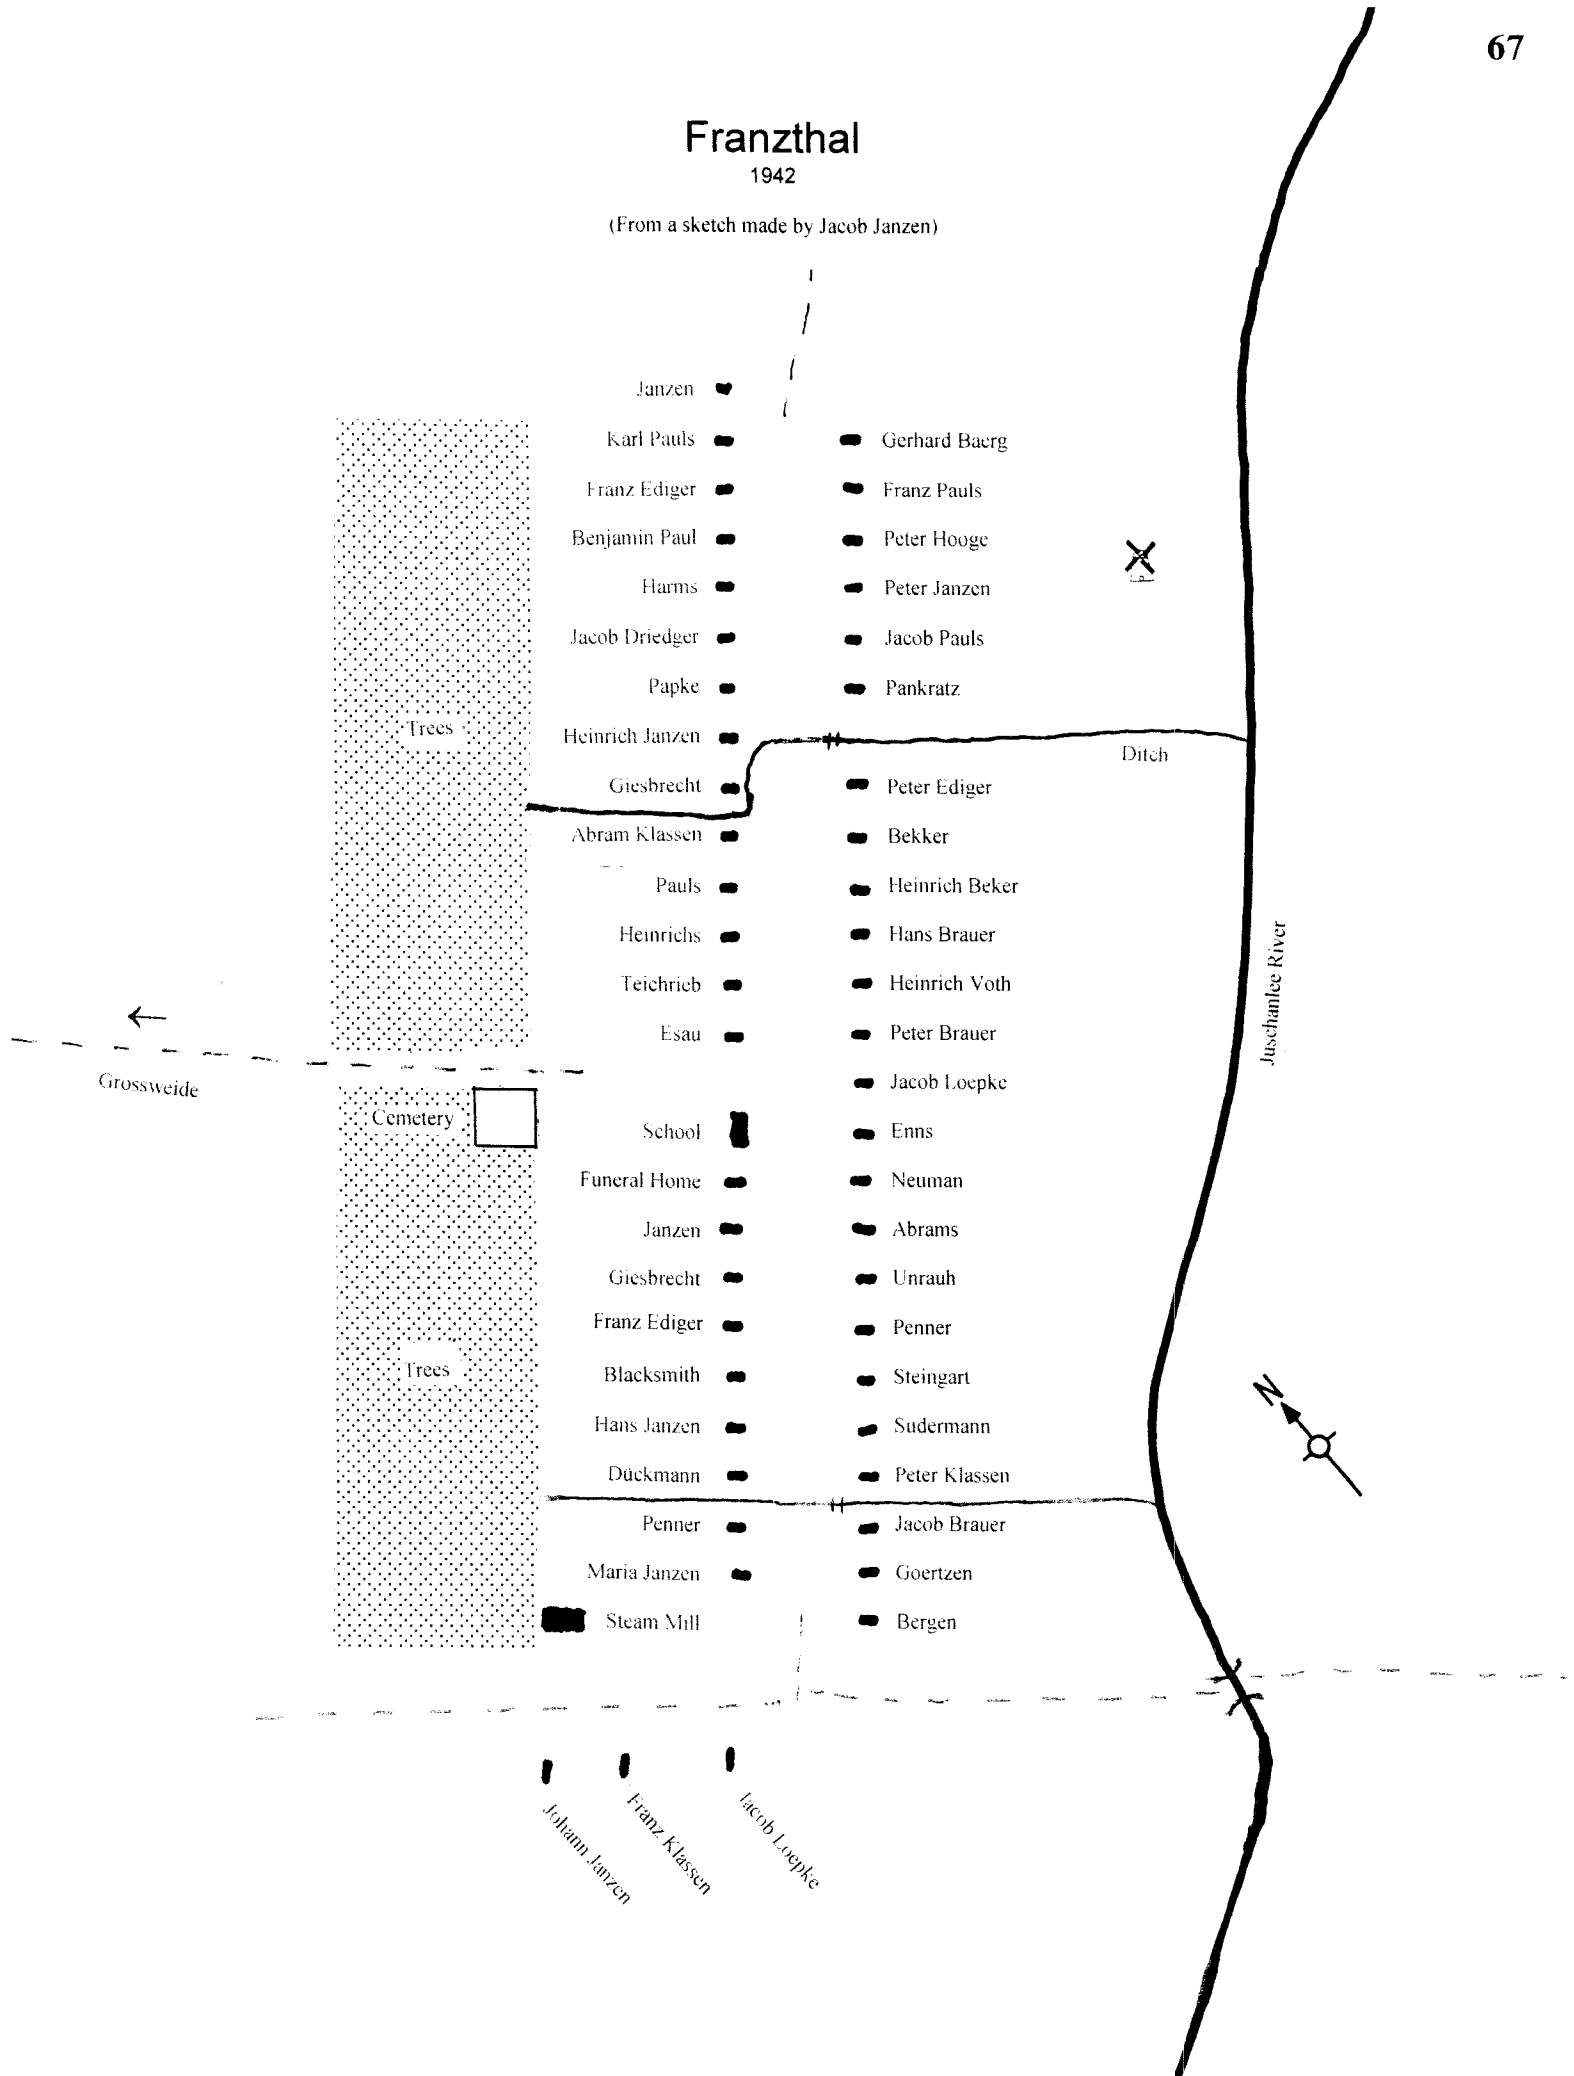 67
Franzthal
1942
(From a sketch made by Jacob Janzen)
Janzen
Karl Pauls
Gerhard Baerg
Franz Ediger
Franz Pauls
Benjamin Paul
Peter Hooge
Harms
Peter Janzen
Jacob Driedger
Jacob Pauls
Papke
Pankratz
Trees
Heinrich Janzen
Ditch
Giesbrecht
Peter Ediger
Abram Klassen
Bekker
Pauls
Heinrich Beker
Heinrichs
Hans Brauer
Teichrieb
Heinrich Voth
Juschanlee River
Esau
Peter Brauer
Grossweide
Jacob Loepke
Cemetery
School
Enns
Funeral Home
Neuman
Janzen
Abrams
Giesbrecht
Unrauh
Franz Ediger
Penner
Trees
Blacksmith
Steingart
N
Hans Janzen
Sudermann
Dückmann
Peter Klassen
Penner
Jacob Brauer
Maria Janzen
Goertzen
Steam Mill
Bergen
Johann Janzen
Franz Klassen
Jacob Loepke